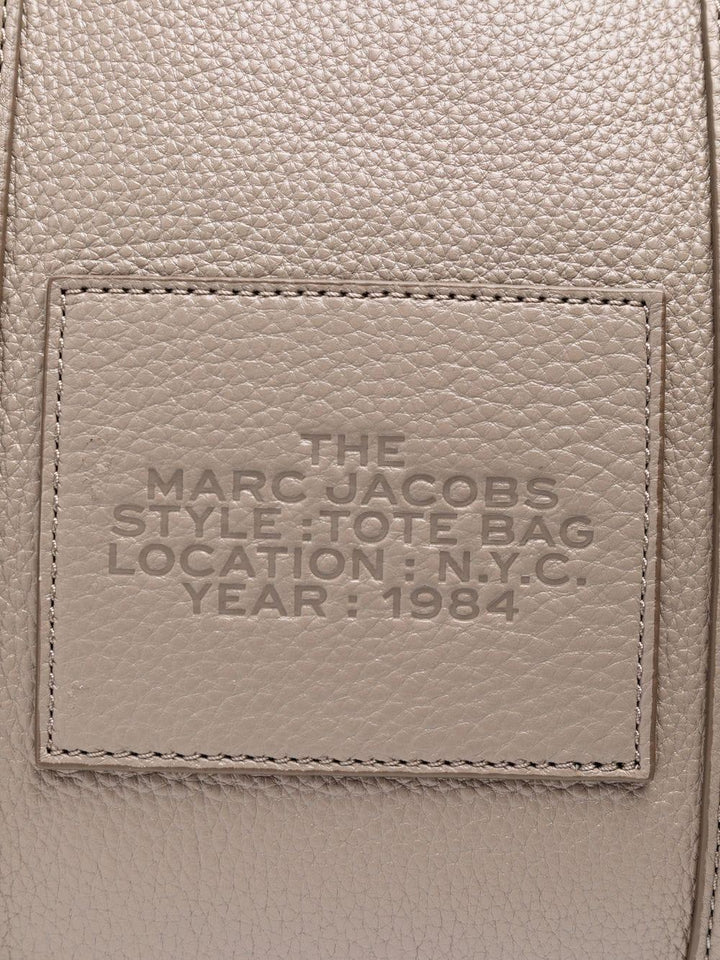 THE
MARC JACOBS
STYLE : TOTE BAG
LOCATION : N.Y.C.
YEAR : 1984